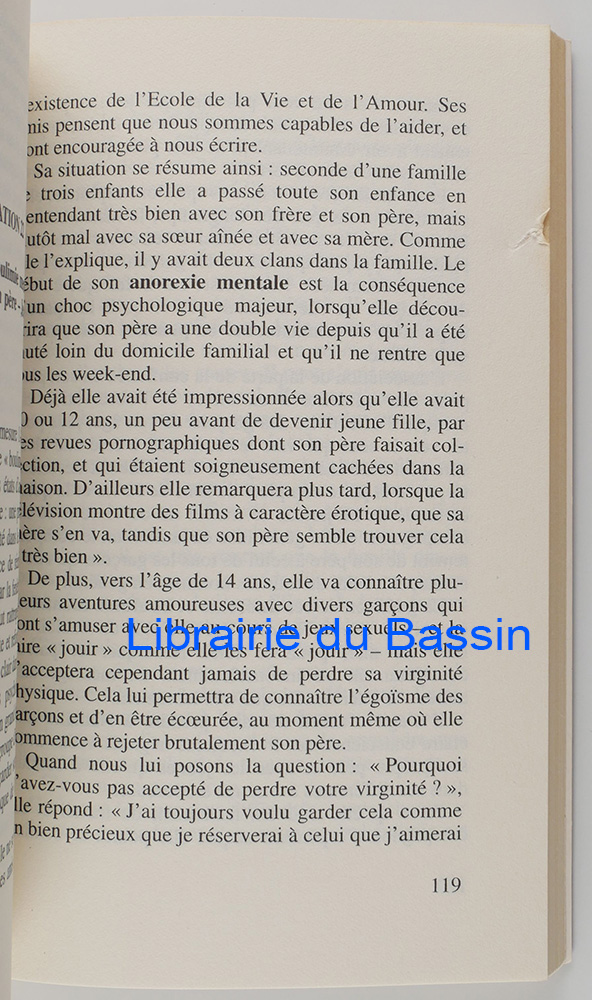 existence de l'Ecole de la Vie et de l'Amour. Ses
mis pensent que nous sommes capables de l'aider, et
ont encouragée à nous écrire.
Sa situation se résume ainsi : seconde d'une famille
e trois enfants elle a passé toute son enfance en
entendant très bien avec son frère et son père, mais
lutôt mal avec sa sœur aînée et avec sa mère. Comme
le l'explique, il y avait deux clans dans la famille. Le
ébut de son anorexie mentale est la conséquence
'un choc psychologique majeur, lorsqu'elle décou-
rira que son père a une double vie depuis qu'il a été
uté loin du domicile familial et qu'il ne rentre que
ous les week-end.
Déjà elle avait été impressionnée alors qu'elle avait
0 ou 12 ans, un peu avant de devenir jeune fille, par
es revues pornographiques dont son père faisait col-
ection, et qui étaient soigneusement cachées dans la
aison. D'ailleurs elle remarquera plus tard, lorsque la
élévision montre des films à caractère érotique, que sa
ère s'en va, tandis que son père semble trouver cela
très bien ».
De plus, vers l'âge de 14 ans, elle va connaître plu-
eurs aventures amoureuses avec divers garçons qui
ont s'amuser avec elle au cours de jeux sexuels – et la
Librairie du Bassin
aire « jouir » comme elle les fera « jouir » – mais elle
'acceptera cependant jamais de perdre sa virginité
hysique. Cela lui permettra de connaître l'égoïsme des
arçons et d'en être écœurée, au moment même où elle
ommence à rejeter brutalement son père.
Quand nous lui posons la question : « Pourquoi
'avez-vous pas accepté de perdre votre virginité ? »,
lle répond : « J'ai toujours voulu garder cela comme
n bien précieux que je réserverai à celui que j'aimerai
119